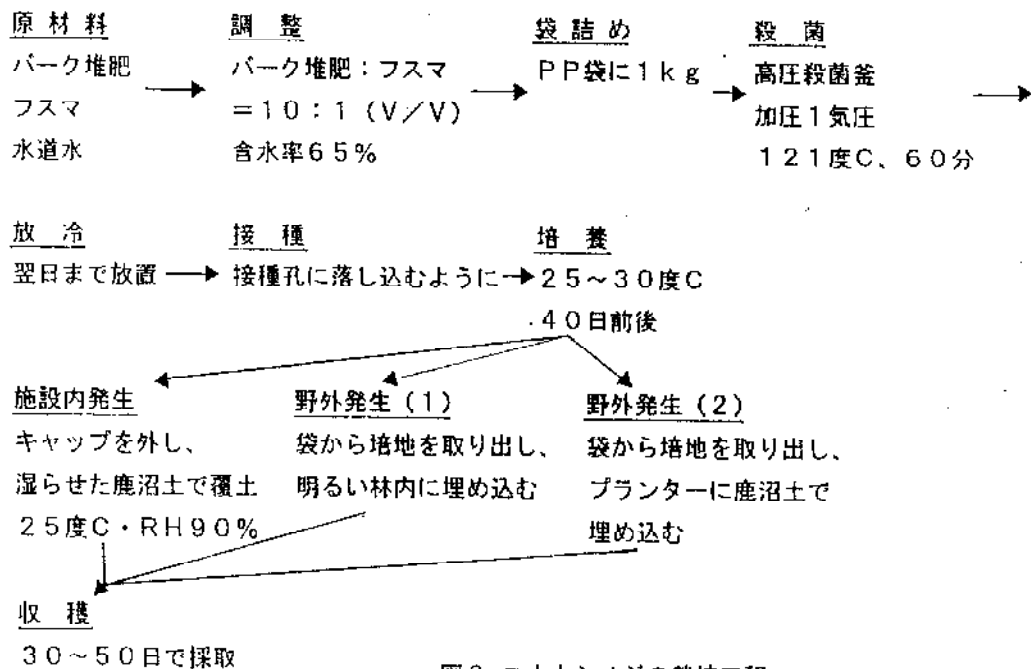 原材料
バーク堆肥
フスマ
水道水
調 整
バーク堆肥：フスマ
＝10：1（V／V）
含水率65％
袋詰め
PP袋に1kg
殺 菌
高圧殺菌釜
加圧1気圧
121度C、60分
放 冷
翌日まで放置
接 種
接種孔に落し込むように
培 養
25～30度C
40日前後
施設内発生
キャップを外し、
湿らせた鹿沼土で覆土
25度C・RH90％
野外発生（1）
袋から培地を取り出し、
明るい林内に埋め込む
野外発生（2）
袋から培地を取り出し、
プランターに鹿沼土で
埋め込む
収 穫
30～50日で採取